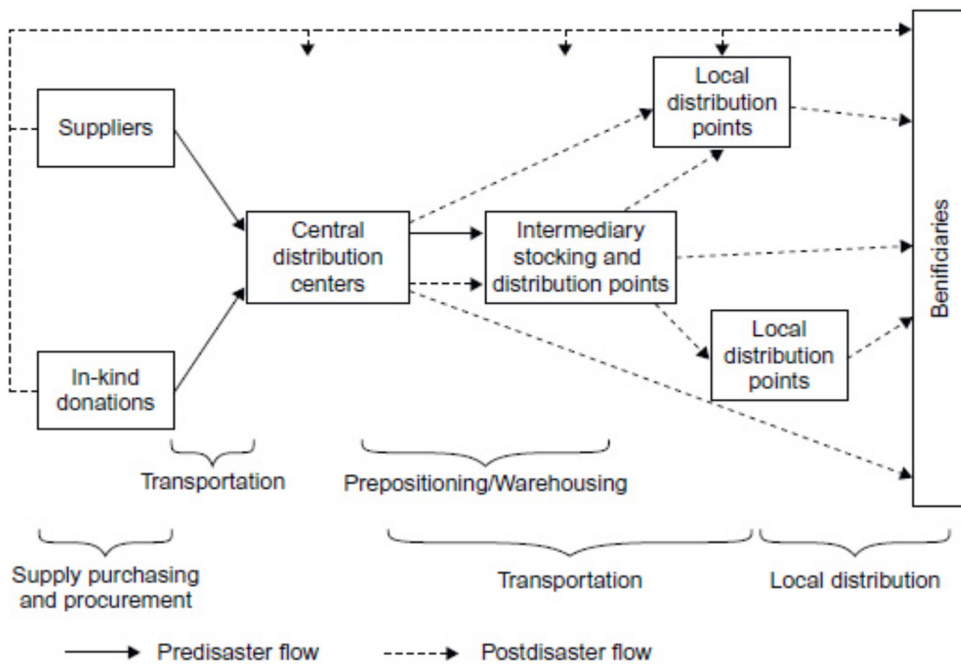 Suppliers
Local
distribution
points
Central
distribution
centers
Intermediary
stocking and
distribution points
Benificiaries
Local
distribution
points
In-kind
donations
Transportation
Prepositioning/Warehousing
Supply purchasing
and procurement
Transportation
Local distribution
Predisaster flow
Postdisaster flow